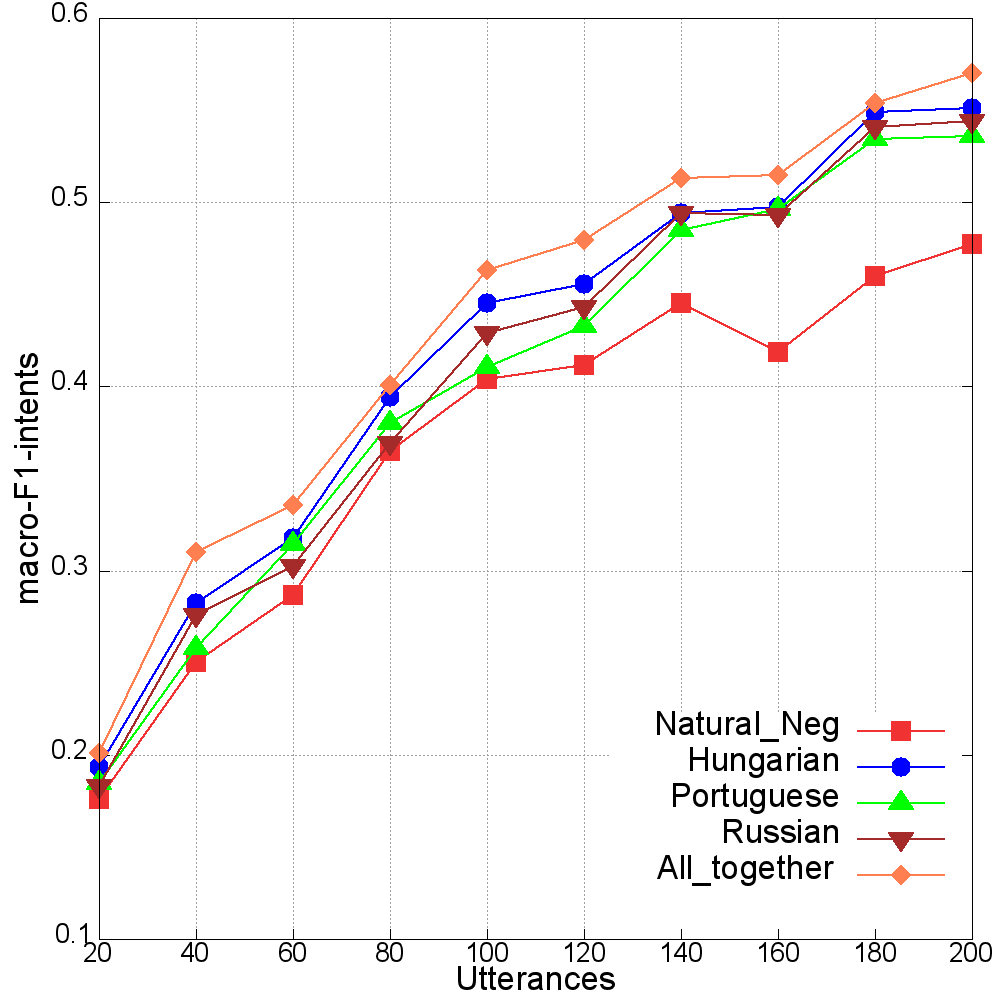 0.6
0.5
0.4
0.3
0.2
0.1
macro-F1-intents
Natural_Neg
Hungarian
Portuguese
Russian
All_together
20 40 60 80 100 120 140 160 180 200
Utterances